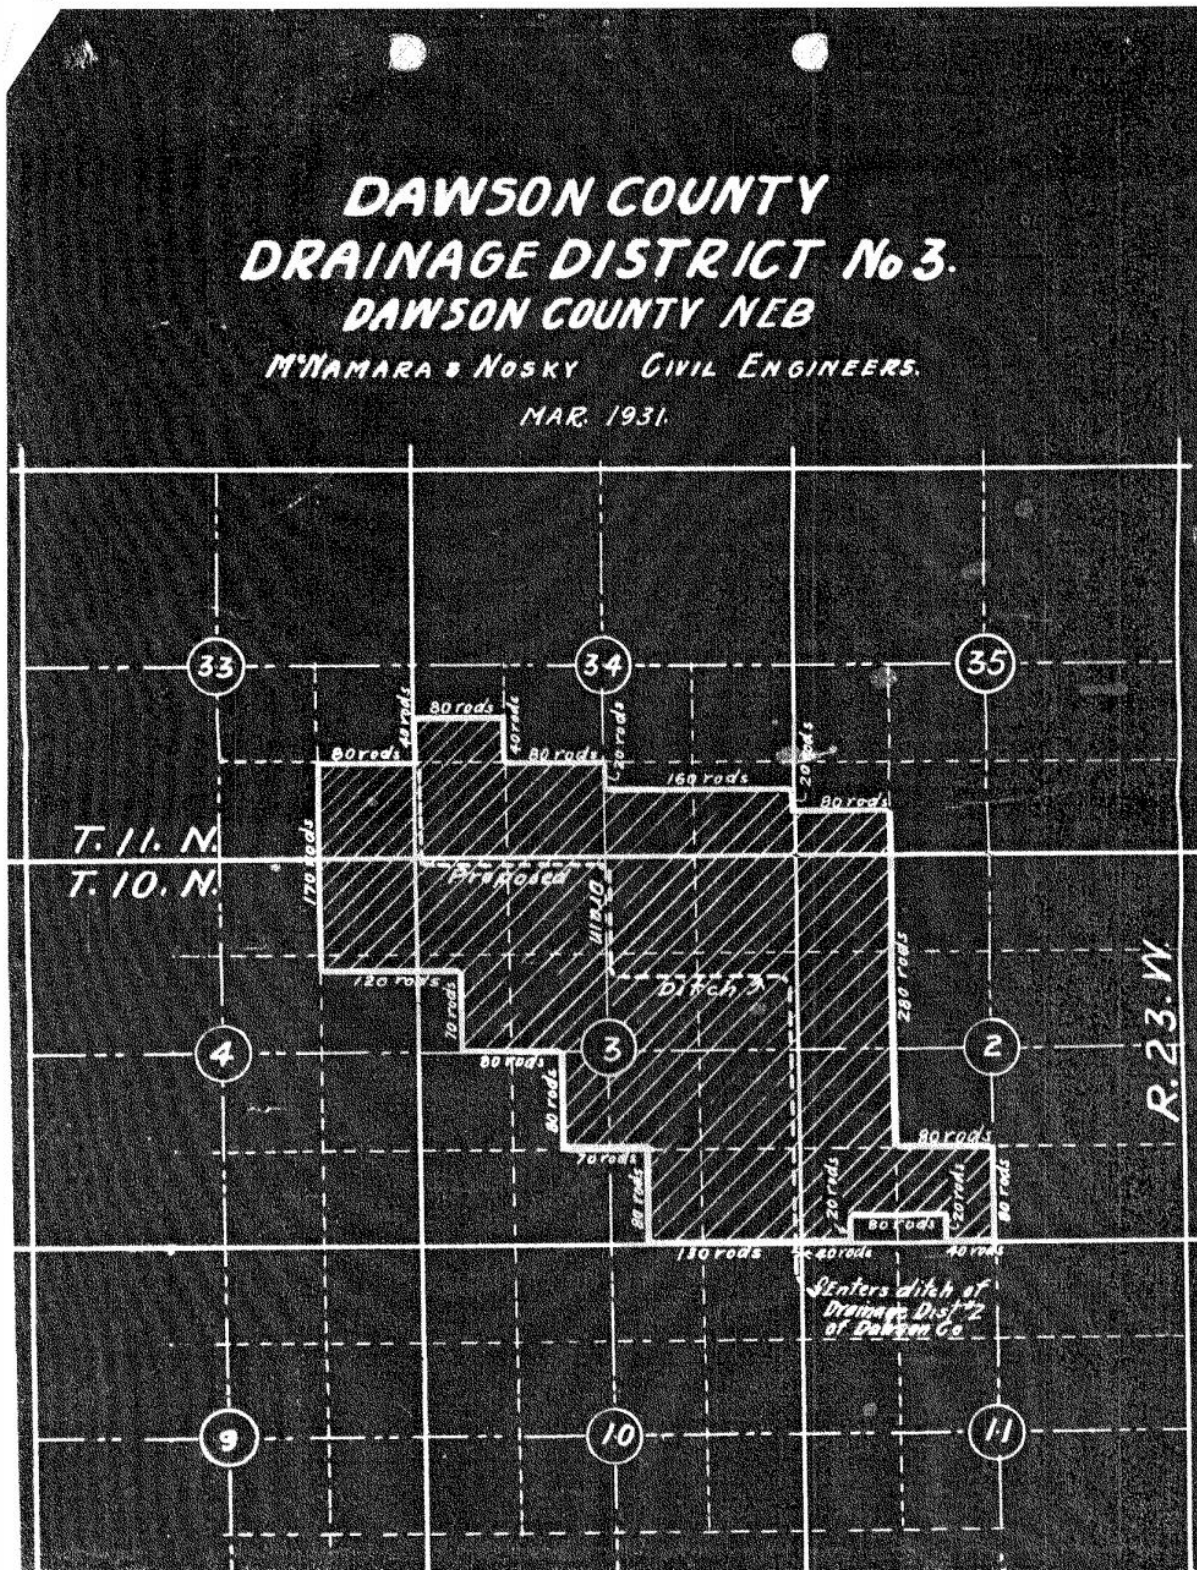 DAWSON COUNTY
DRAINAGE DISTRICT No 3.
DAWSON COUNTY NEB
McNAMARA & NOSKY CIVIL ENGINEERS.
MAR. 1931.
33
34
35
80 rods
40 rods
40 rods
80 rods
80 rods
20 rods
160 rods
20 rods
80 rods
T. 11. N.
T. 10. N.
170 rods
Proposed
Drain
Ditch
120 rods
70 rods
280 rods
R. 23. W.
4
3
2
80 rods
80 rods
80 rods
70 rods
80 rods
80 rods
20 rods
80 rods
20 rods
80 rods
130 rods
40 rods
40 rods
Enters ditch of
Drainage Dist #2
of Dawson Co
9
10
11